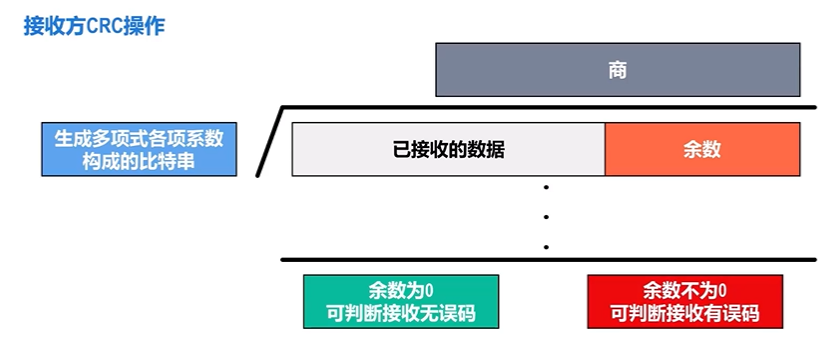 接收方CRC操作
商
生成多项式各项系数
构成的比特串
已接收的数据
余数
余数为0
可判断接收无误码
余数不为0
可判断接收有误码